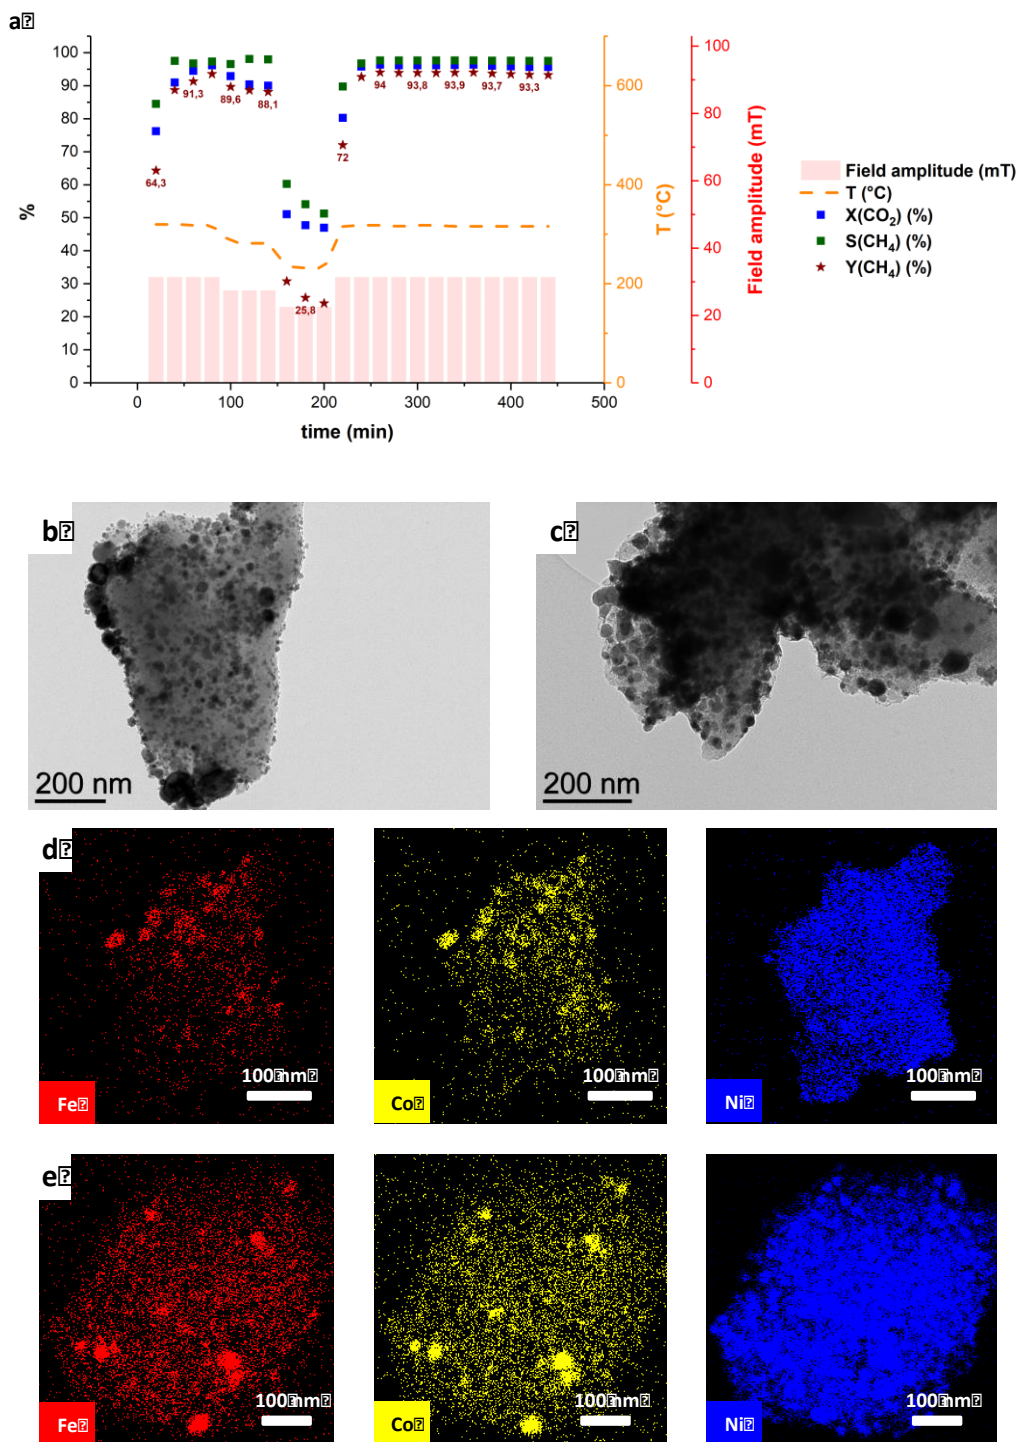 a
100
90
80
70
60
50
40
30
20
10
0
%
64,3
91,3
89,6
88,1
25,8
72
94
93,8
93,9
93,7
93,3
0
100
200
300
400
500
time (min)
600
400
200
0
T (°C)
100
80
60
40
20
0
Field amplitude (mT)
Field amplitude (mT)
T (°C)
X(CO₂) (%)
S(CH₄) (%)
Y(CH₄) (%)
b
200 nm
c
200 nm
d
Fe
100 nm
Co
100 nm
Ni
100 nm
e
Fe
100 nm
Co
100 nm
Ni
100 nm